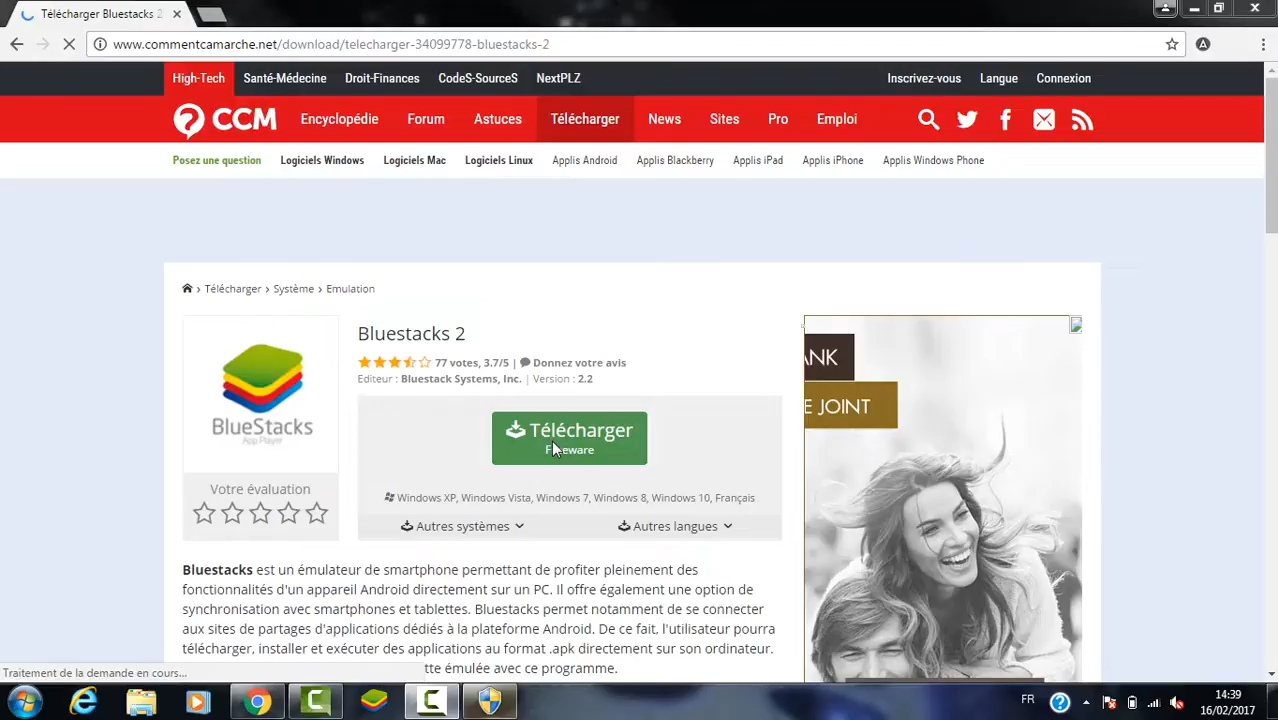 Télécharger Bluestacks 2
www.commentcamarche.net/download/telecharger-34099778-bluestacks-2
High-Tech Santé-Médecine Droit-Finances CodeS-SourceS NextPLZ Inscrivez-vous Langue Connexion
CCM Encyclopédie Forum Astuces Télécharger News Sites Pro Emploi
Posez une question Logiciels Windows Logiciels Mac Logiciels Linux Applis Android Applis Blackberry Applis iPad Applis iPhone Applis Windows Phone
› Télécharger › Système › Emulation
Bluestacks 2
77 votes, 3.7/5 | Donnez votre avis
Editeur : Bluestack Systems, Inc. | Version : 2.2
BlueStacks
App Player
Télécharger
Freeware
Votre évaluation
Windows XP, Windows Vista, Windows 7, Windows 8, Windows 10, Français
Autres systèmes Autres langues
E JOINT
Bluestacks est un émulateur de smartphone permettant de profiter pleinement des
fonctionnalités d'un appareil Android directement sur un PC. Il offre également une option de
synchronisation avec smartphones et tablettes. Bluestacks permet notamment de se connecter
aux sites de partages d'applications dédiés à la plateforme Android. De ce fait, l'utilisateur pourra
télécharger, installer et exécuter des applications au format .apk directement sur son ordinateur.
tte émulée avec ce programme.
Traitement de la demande en cours...
FR
14:39
16/02/2017